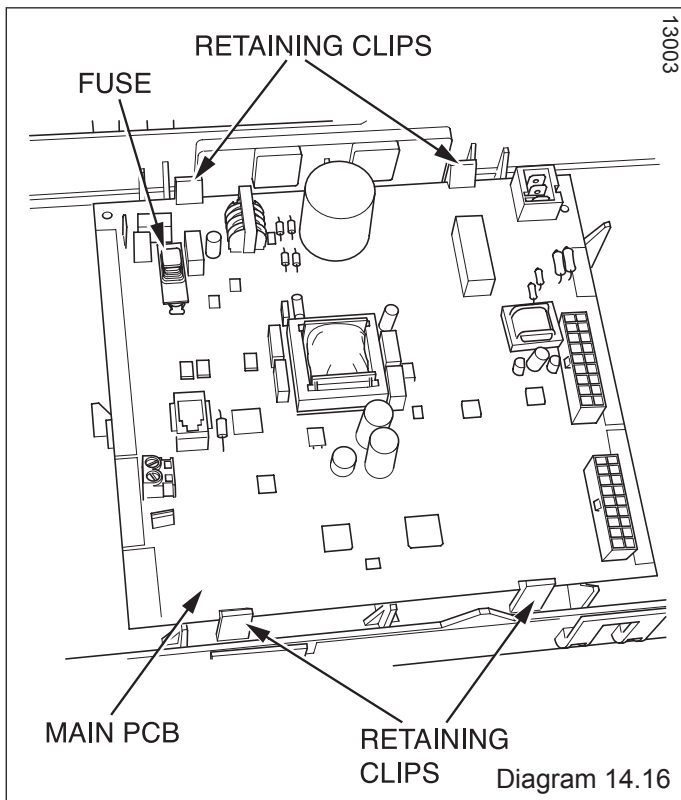 13003
RETAINING CLIPS
FUSE
MAIN PCB
RETAINING
CLIPS
Diagram 14.16